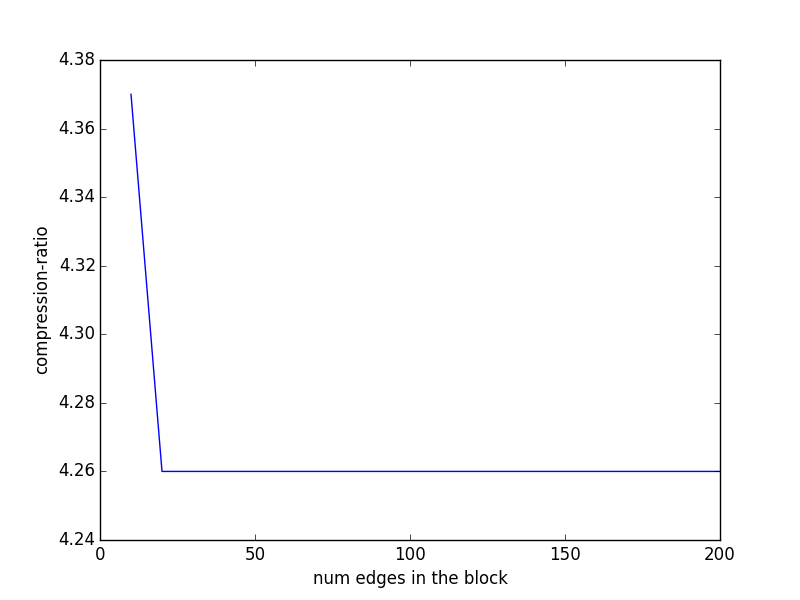 4.38
4.36
4.34
4.32
4.30
4.28
4.26
4.24
compression-ratio
0 50 100 150 200
num edges in the block